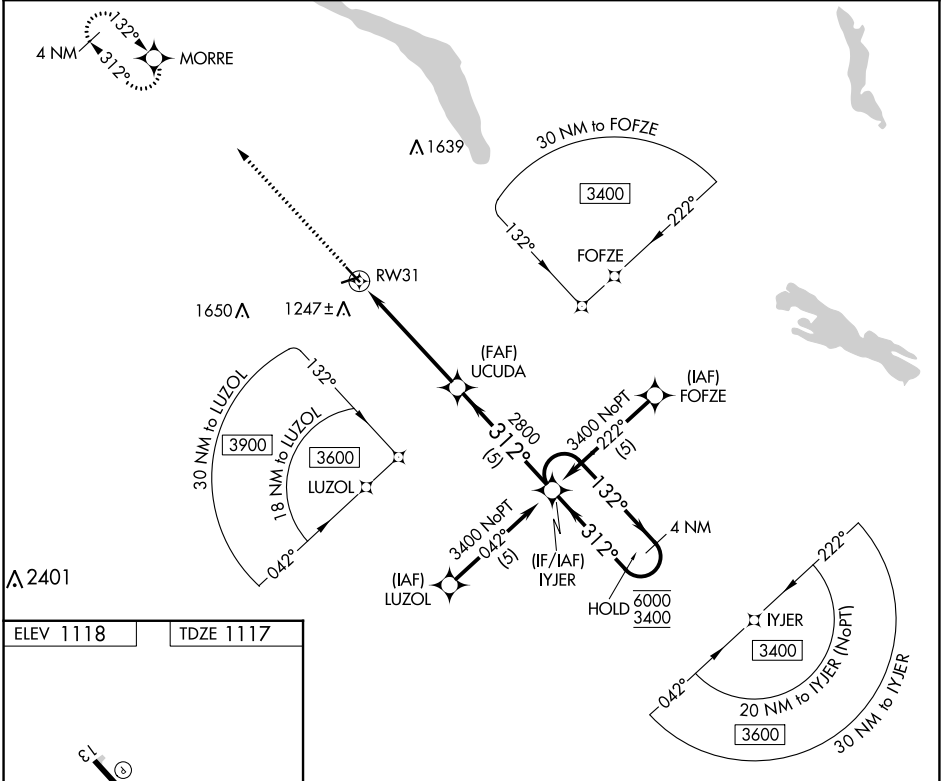 132°
4 NM
312°
MORRE
1639
30 NM to FOFZE
3400
132°
222°
FOFZE
RW31
1650
1247±
(FAF)
UCUDA
(IAF)
FOFZE
132°
30 NM to LUZOL
3900
18 NM to LUZOL
3600
LUZOL
042°
2800
312°
(5)
3400 NoPT
222°
(5)
132°
312°
4 NM
3400 NoPT
042°
(5)
(IF/IAF)
IYJER
(IAF)
LUZOL
HOLD
6000
3400
2401
222°
IYJER
3400
042°
20 NM to IYJER (NoPT)
3600
30 NM to IYJER
ELEV 1118
TDZE 1117
13
P